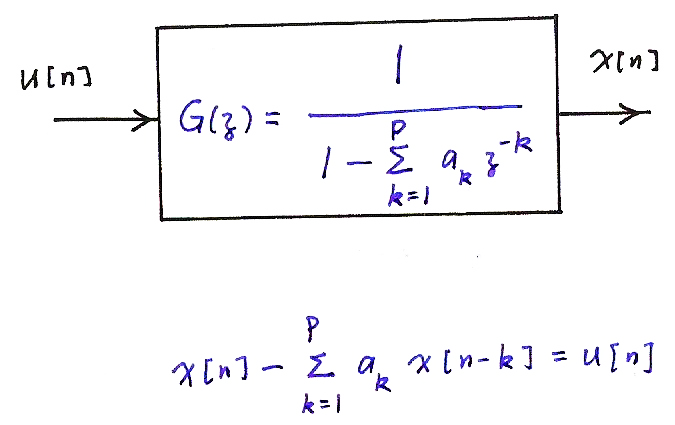 u[n]
x[n]
G(z) = 1 / (1 - Σ_{k=1}^{P} a_k z^{-k})
x[n] - Σ_{k=1}^{P} a_k x[n-k] = u[n]